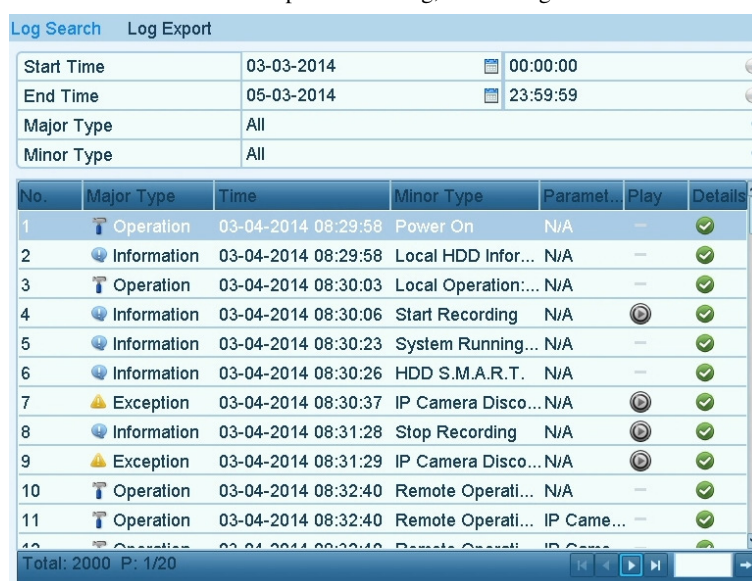 Log Search Log Export
Start Time 03-03-2014 00:00:00
End Time 05-03-2014 23:59:59
Major Type All
Minor Type All
No. Major Type Time Minor Type Paramet... Play Details
1 Operation 03-04-2014 08:29:58 Power On N/A —
2 Information 03-04-2014 08:29:58 Local HDD Infor... N/A —
3 Operation 03-04-2014 08:30:03 Local Operation:... N/A —
4 Information 03-04-2014 08:30:06 Start Recording N/A
5 Information 03-04-2014 08:30:23 System Running... N/A —
6 Information 03-04-2014 08:30:26 HDD S.M.A.R.T. N/A —
7 Exception 03-04-2014 08:30:37 IP Camera Disco... N/A
8 Information 03-04-2014 08:31:28 Stop Recording N/A
9 Exception 03-04-2014 08:31:29 IP Camera Disco... N/A
10 Operation 03-04-2014 08:32:40 Remote Operati... N/A —
11 Operation 03-04-2014 08:32:40 Remote Operati... IP Came... —
Total: 2000 P: 1/20